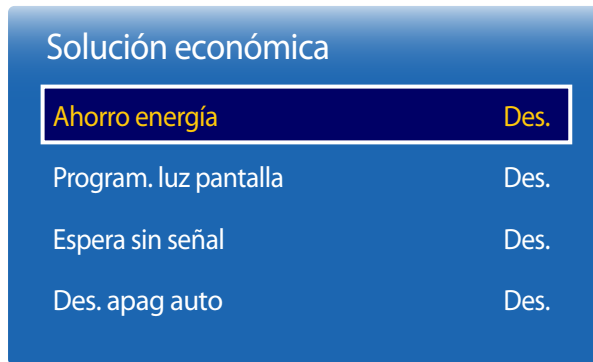 Solución económica
Ahorro energía Des.
Program. luz pantalla Des.
Espera sin señal Des.
Des. apag auto Des.